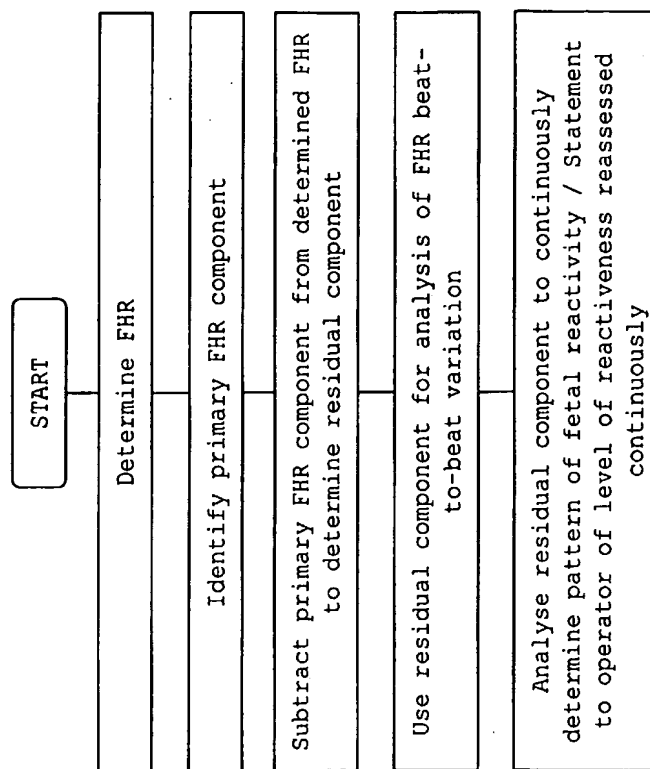 START
Determine FHR
Identify primary FHR component
Subtract primary FHR component from determined FHR
to determine residual component
Use residual component for analysis of FHR beat-
to-beat variation
Analyse residual component to continuously
determine pattern of fetal reactivity / Statement
to operator of level of reactiveness reassessed
continuously